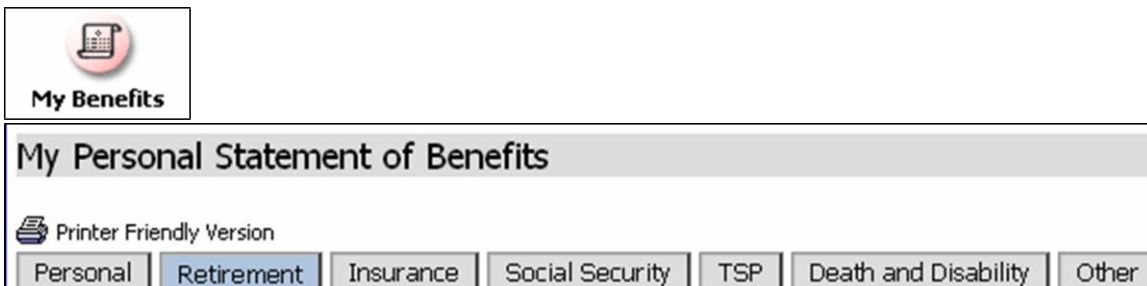 My Benefits
My Personal Statement of Benefits
Printer Friendly Version
Personal Retirement Insurance Social Security TSP Death and Disability Other